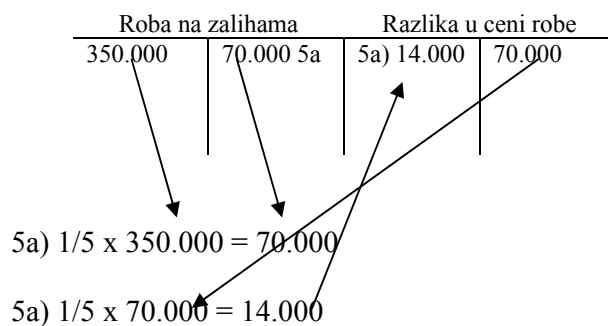 Roba na zalihama Razlika u ceni robe
350.000 70.000 5a 5a) 14.000 70.000
5a) 1/5 x 350.000 = 70.000
5a) 1/5 x 70.000 = 14.000